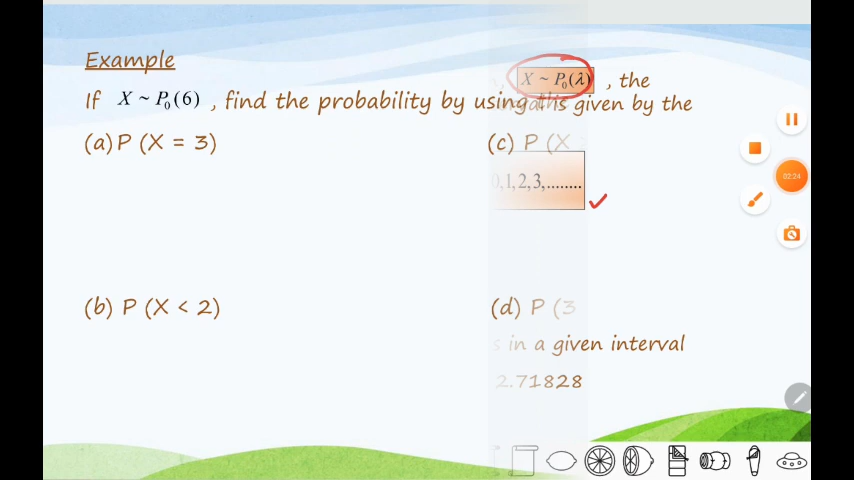 Example
X ~ P₀(λ) , the
If X ~ P₀(6) , find the probability by using
is given by the
(a) P (X = 3)
(c) P (X
0,1,2,3,........
02:24
(b) P (X < 2)
(d) P (3
s in a given interval
2.71828